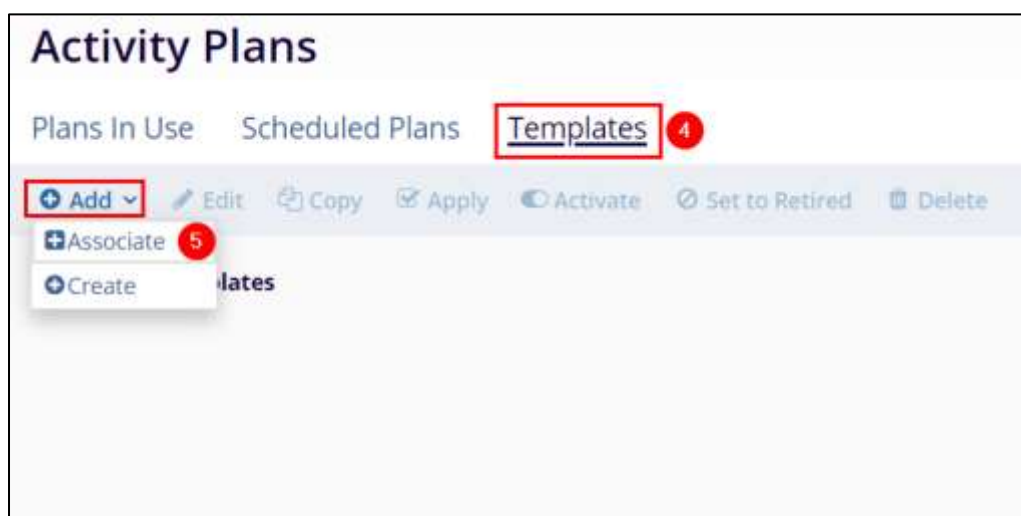 Activity Plans
Plans In Use Scheduled Plans Templates 4
Add Edit Copy Apply Activate Set to Retired Delete
Associate 5
Create lates